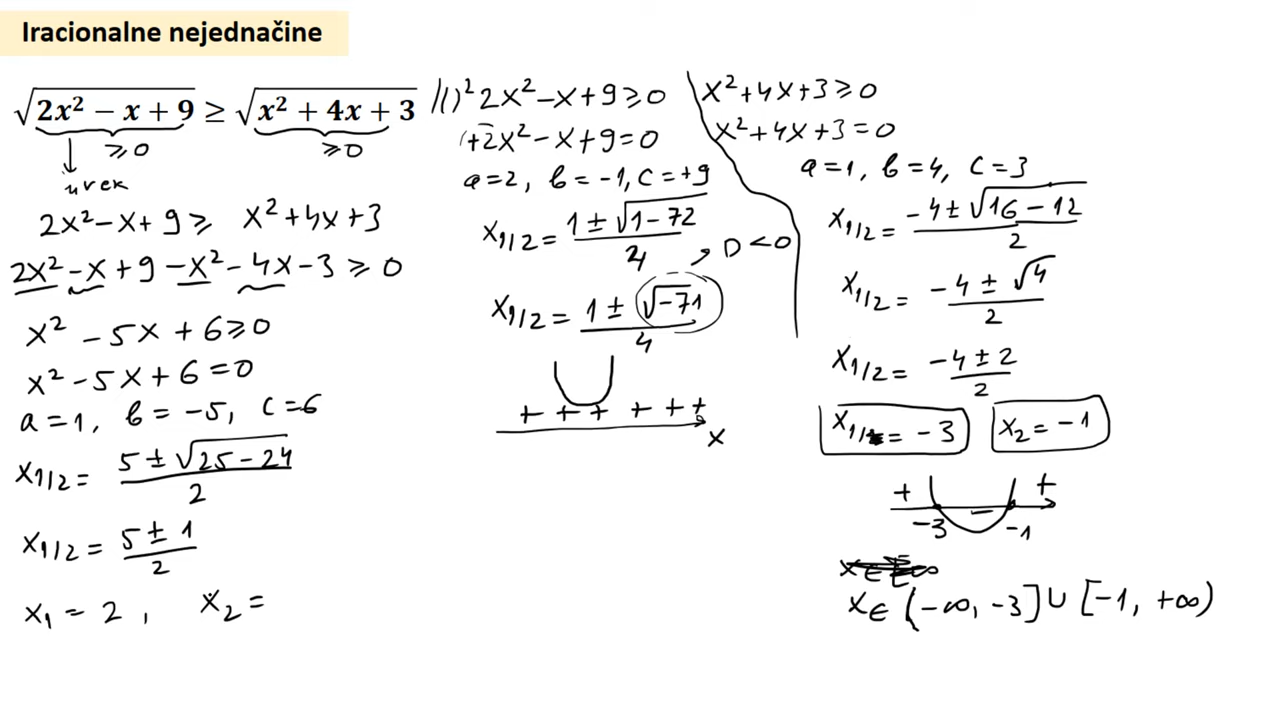 Iracionalne nejednačine
√(2x² − x + 9) ≥ √(x² + 4x + 3) /()²
≥0 ≥0
uvek
2x² − x + 9 ≥ x² + 4x + 3
2x² − x + 9 − x² − 4x − 3 ≥ 0
x² − 5x + 6 ≥ 0
x² − 5x + 6 = 0
a = 1, b = −5, c = 6
x₁/₂ = (5 ± √(25 − 24))/2
x₁/₂ = (5 ± 1)/2
x₁ = 2, x₂ =
2x² − x + 9 ≥ 0
+2x² − x + 9 = 0
a = 2, b = −1, c = +9
x₁/₂ = (1 ± √(1 − 72))/4
D < 0
x₁/₂ = (1 ± √−71)/4
+ + + + + +
x
x² + 4x + 3 ≥ 0
x² + 4x + 3 = 0
a = 1, b = 4, c = 3
x₁/₂ = (−4 ± √(16 − 12))/2
x₁/₂ = (−4 ± √4)/2
x₁/₂ = (−4 ± 2)/2
x₁ = −3 x₂ = −1
+ − +
−3 −1
x ∈ (−∞, −3] ∪ [−1, +∞)